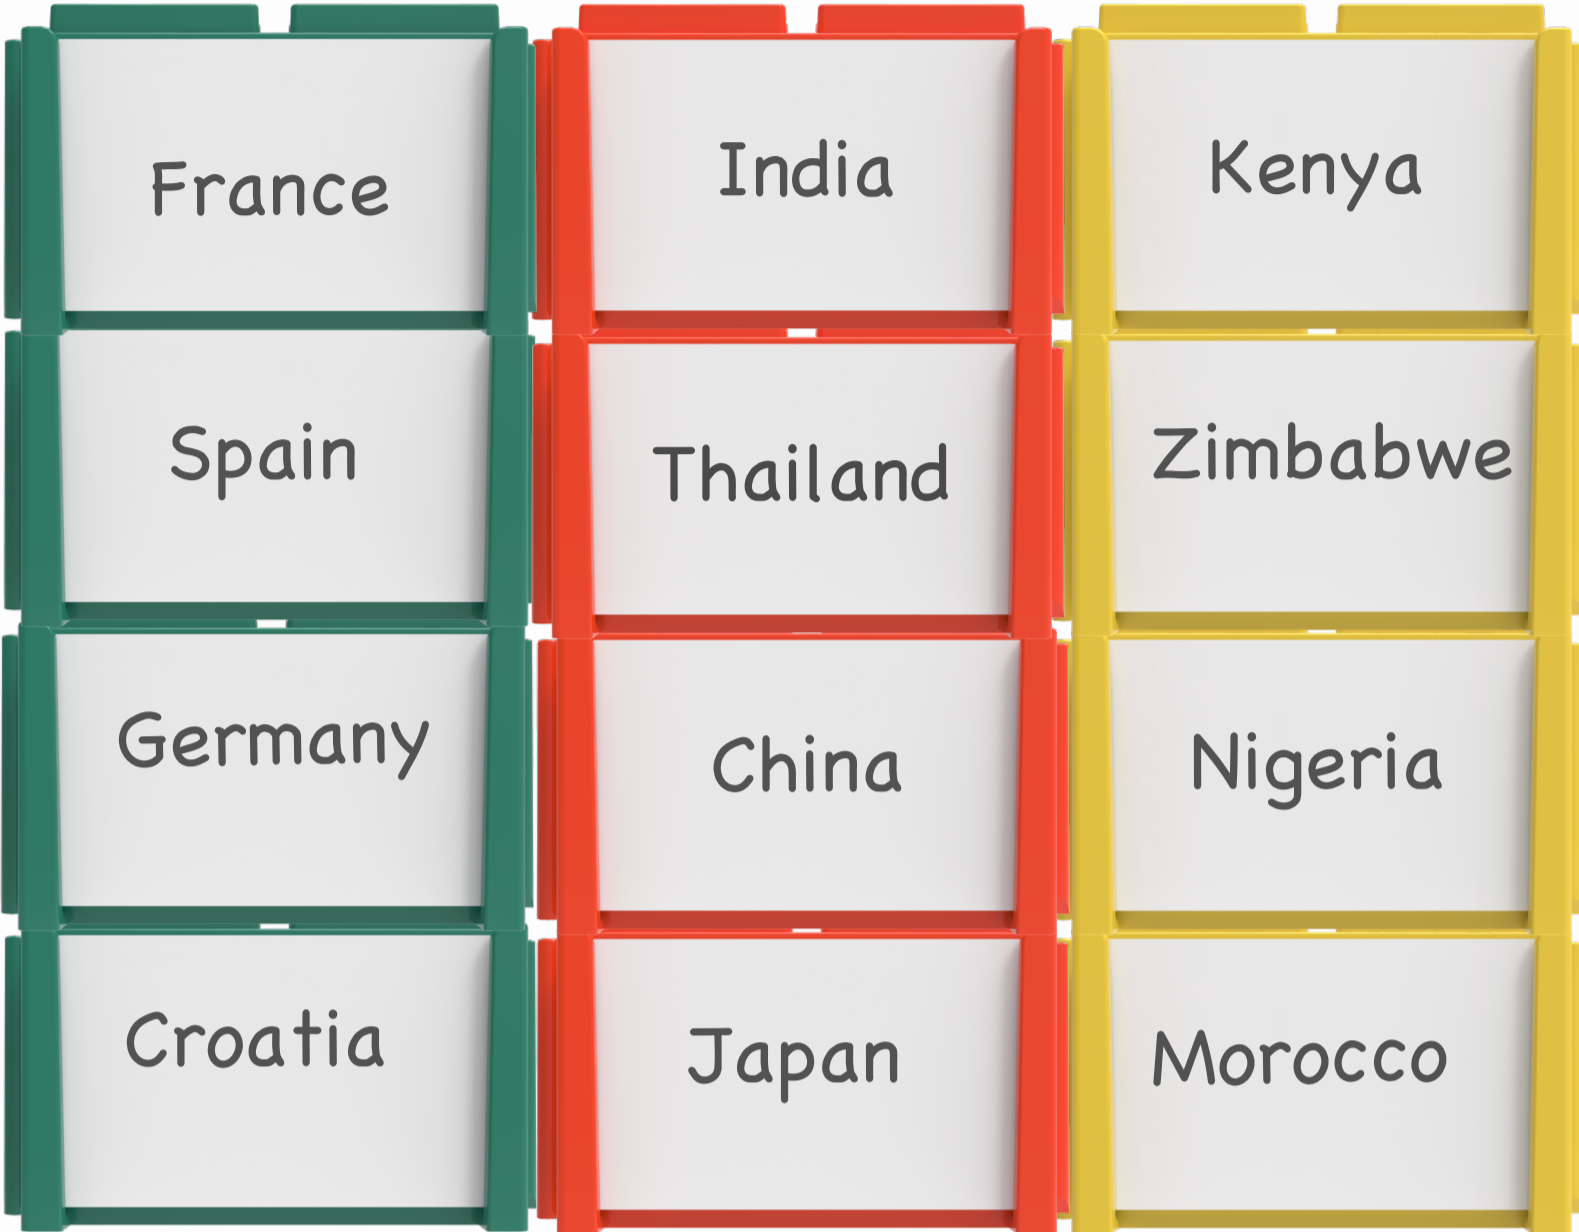 France
India
Kenya
Spain
Thailand
Zimbabwe
Germany
China
Nigeria
Croatia
Japan
Morocco